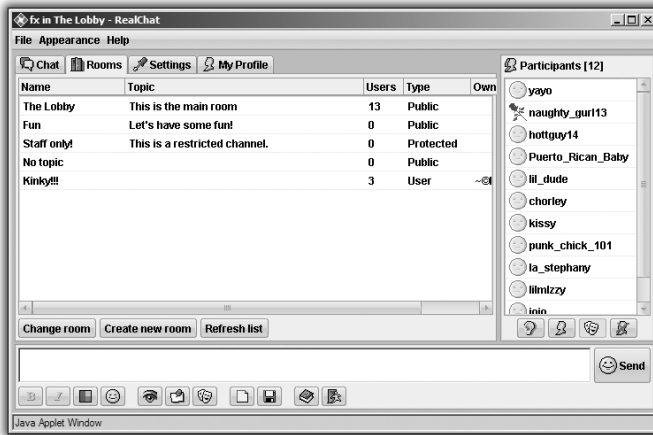 fx in The Lobby - RealChat
File Appearance Help
Chat Rooms Settings My Profile
Participants [12]
Name Topic Users Type Own
The Lobby This is the main room 13 Public
Fun Let's have some fun! 0 Public
Staff only! This is a restricted channel. 0 Protected
No topic 0 Public
Kinky!!! 3 User
yayo
naughty_gurl13
hottguy14
Puerto_Rican_Baby
lil_dude
chorley
kissy
punk_chick_101
la_stephany
lilmlzzy
Change room Create new room Refresh list
Send
B I
Java Applet Window